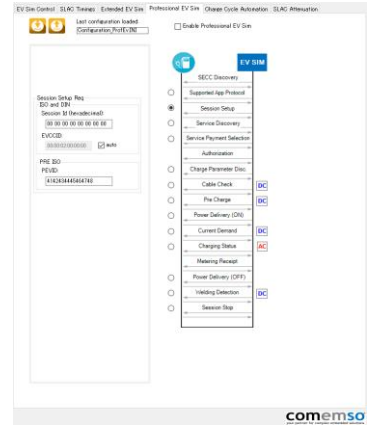 EV Sim Control SLAC Timings Extended EV Sim Professional EV Sim Charge Cycle Automation SLAC Attenuation
Last configuration loaded:
Configuration_ProfEv.INI
Enable Professional EV Sim
EV SIM
SECC Discovery
Supported App Protocol
Session Setup
Service Discovery
Service Payment Selection
Authorization
Charge Parameter Disc.
Cable Check DC
Pre Charge DC
Power Delivery (ON)
Current Demand DC
Charging Status AC
Metering Receipt
Power Delivery (OFF)
Welding Detection DC
Session Stop
Session Setup Req
ISO and DIN
Session Id (hexadecimal):
00 00 00 00 00 00 00 00
EVCCID:
auto
PRE ISO
PEVID:
comemso